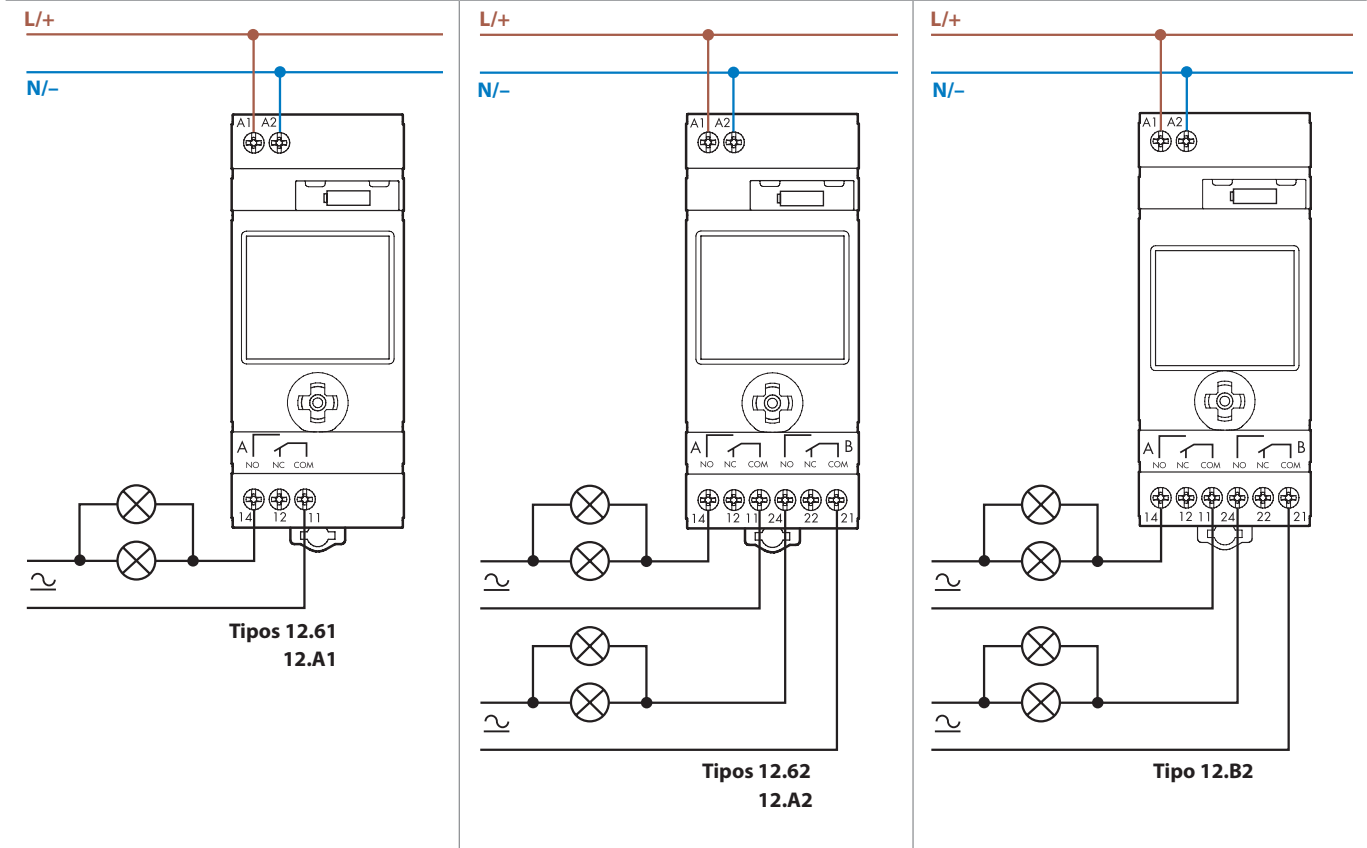 L/+
N/–
A1 A2
A
NO NC COM
14 12 11
Tipos 12.61
12.A1
L/+
N/–
A1 A2
A B
NO NC COM NO NC COM
14 12 11 24 22 21
Tipos 12.62
12.A2
L/+
N/–
A1 A2
A B
NO NC COM NO NC COM
14 12 11 24 22 21
Tipo 12.B2